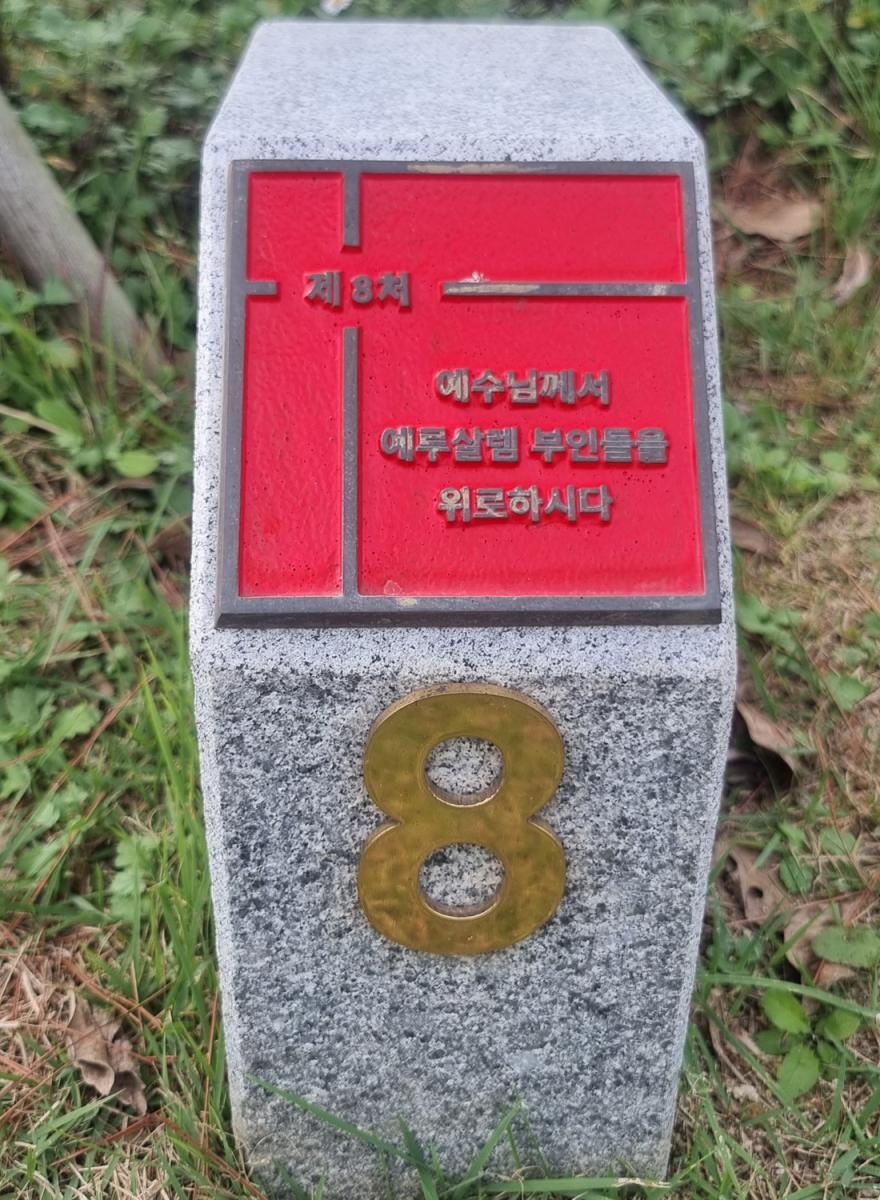 제8처
예수님께서
예루살렘 부인들을
위로하시다
8